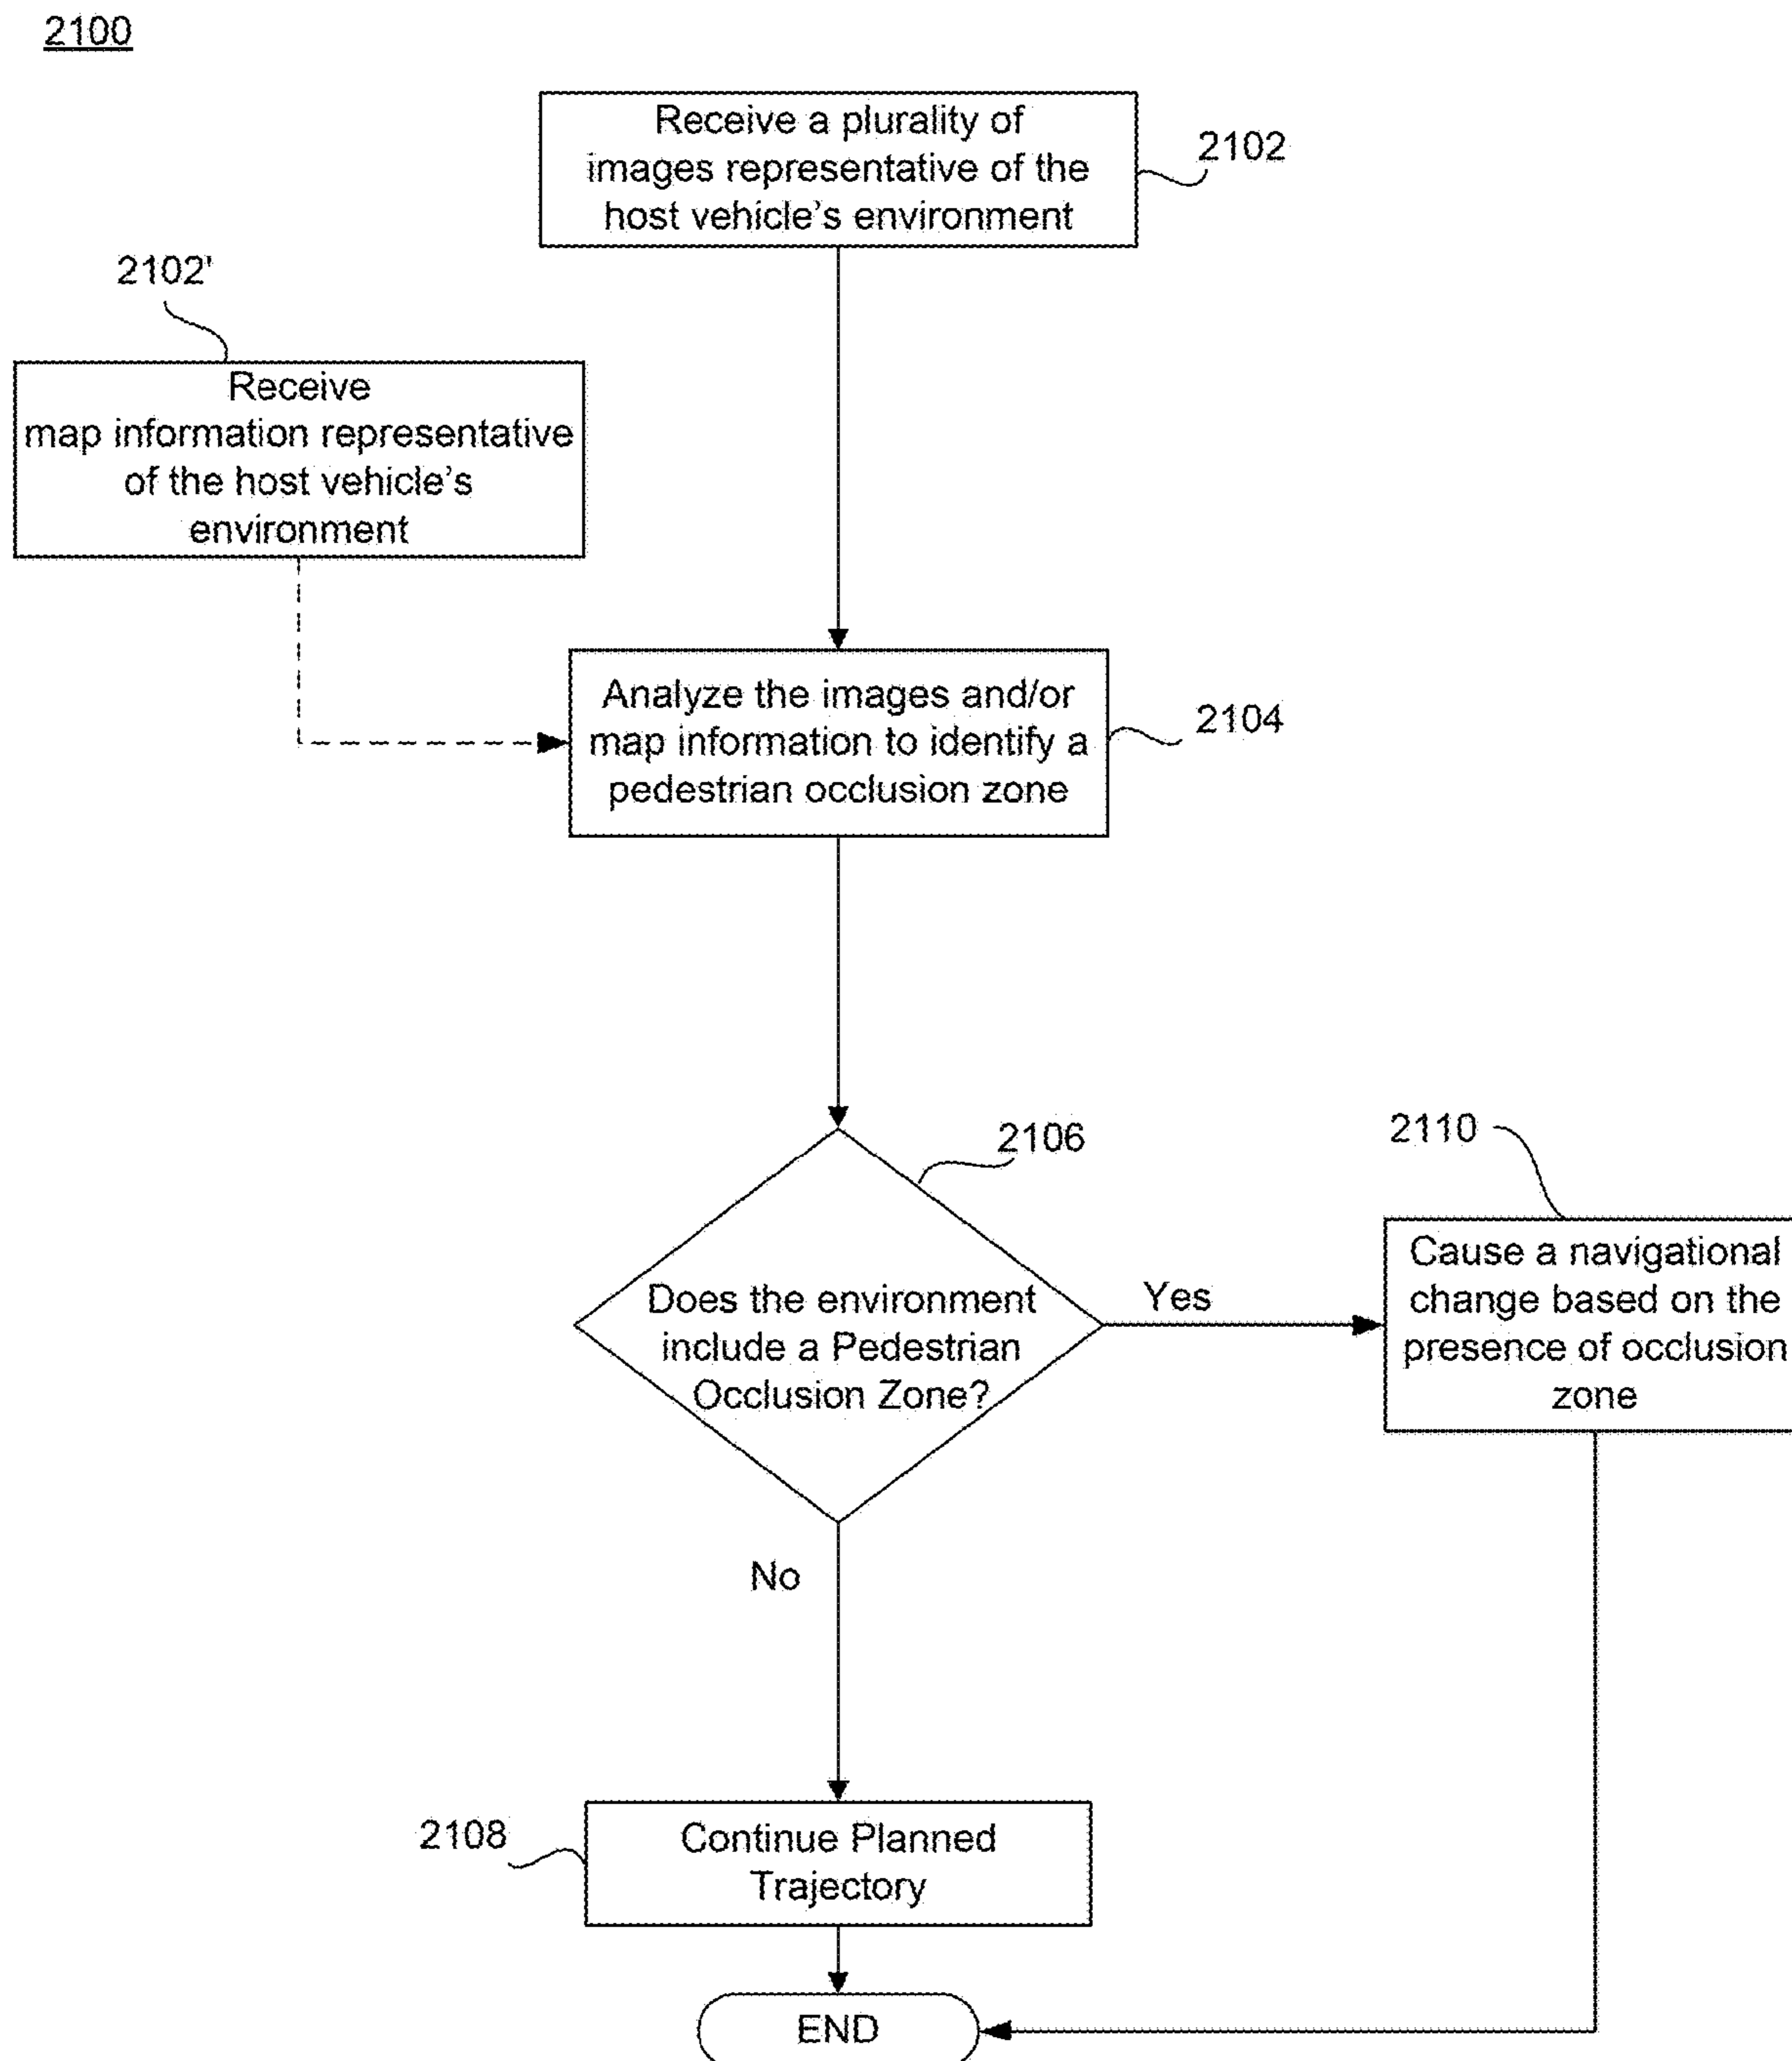 2100
Receive a plurality of
images representative of the
host vehicle's environment
2102
2102'
Receive
map information representative
of the host vehicle's
environment
Analyze the images and/or
map information to identify a
pedestrian occlusion zone
2104
2106
Does the environment
include a Pedestrian
Occlusion Zone?
Yes
2110
Cause a navigational
change based on the
presence of occlusion
zone
No
2108
Continue Planned
Trajectory
END